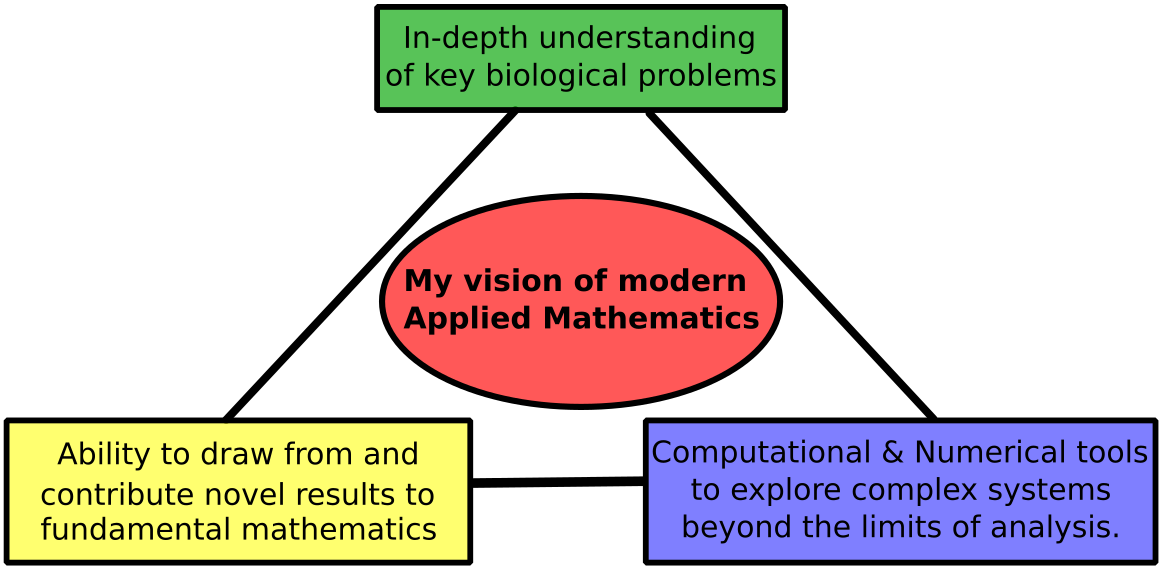 In-depth understanding
of key biological problems
My vision of modern
Applied Mathematics
Ability to draw from and
contribute novel results to
fundamental mathematics
Computational & Numerical tools
to explore complex systems
beyond the limits of analysis.